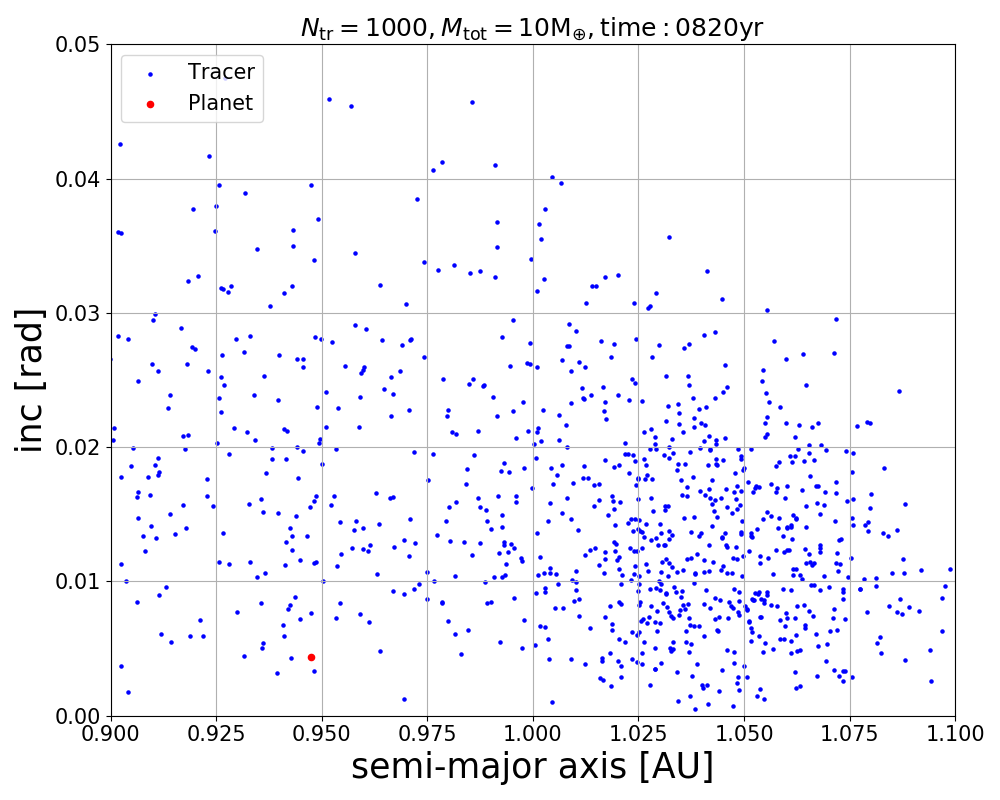 N_tr = 1000, M_tot = 10M_⊕, time : 0820yr
0.05
Tracer
Planet
0.04
0.03
inc [rad]
0.02
0.01
0.00
0.900 0.925 0.950 0.975 1.000 1.025 1.050 1.075 1.100
semi-major axis [AU]